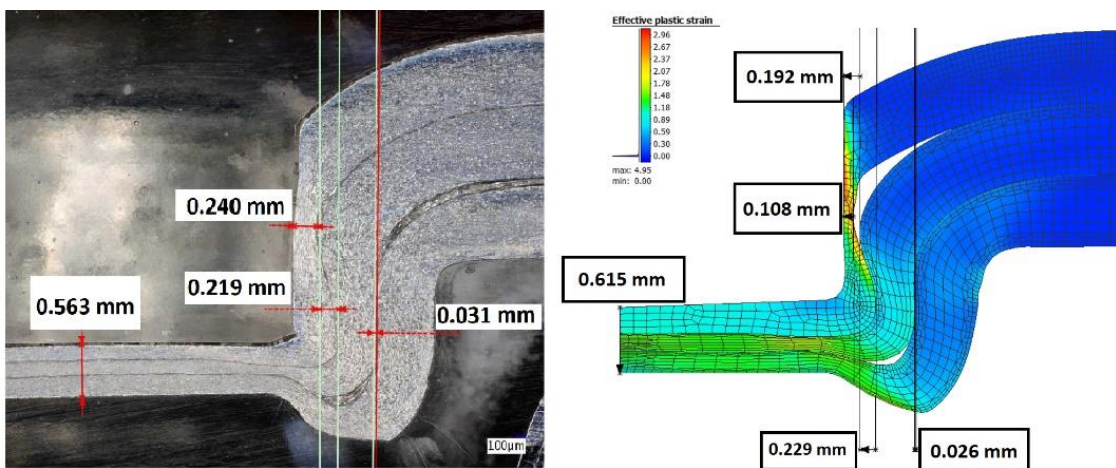 0.240 mm
0.219 mm
0.563 mm
0.031 mm
100μm
Effective plastic strain
2.96
2.67
2.37
2.07
1.78
1.48
1.18
0.89
0.59
0.30
0.00
max: 4.95
min: 0.00
0.192 mm
0.108 mm
0.615 mm
0.229 mm
0.026 mm